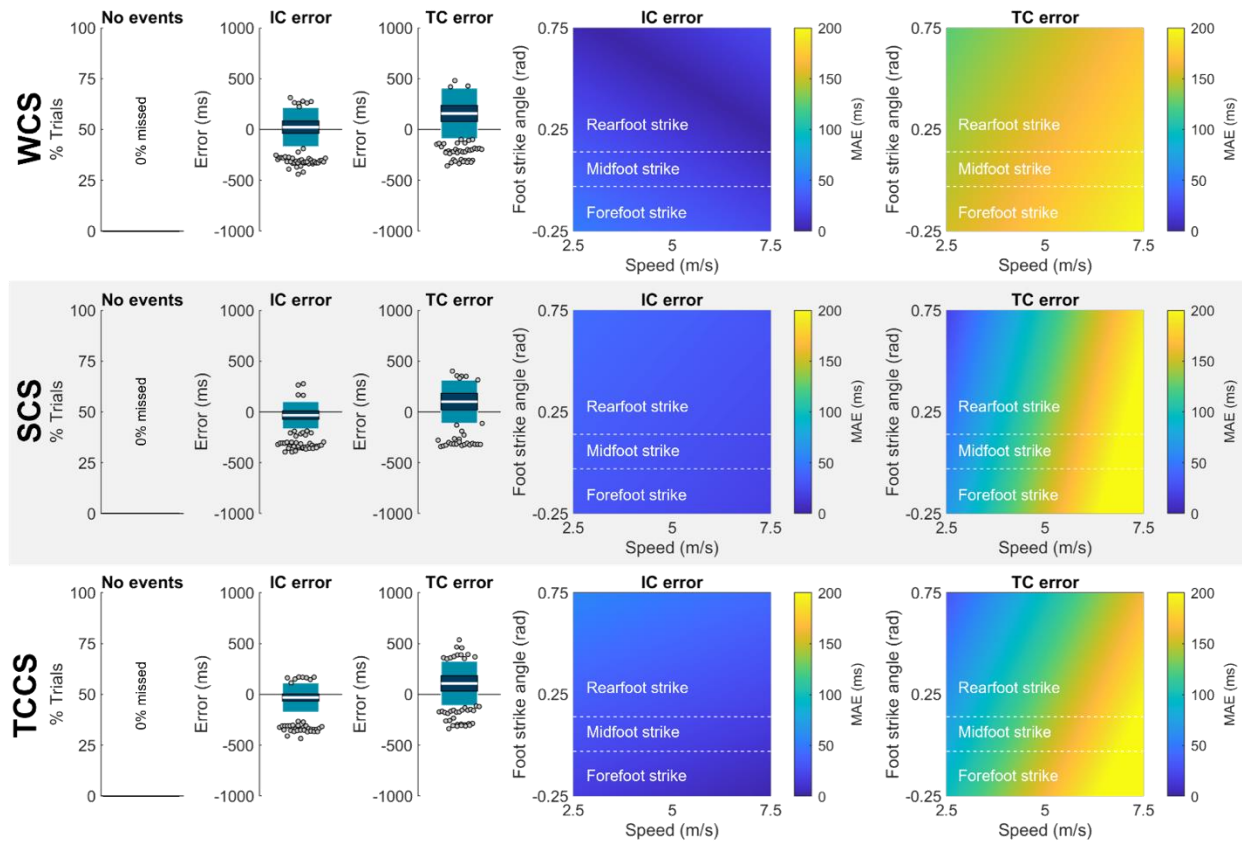 WCS
No events
% Trials
100
75
50
25
0
0% missed
IC error
Error (ms)
1000
500
0
-500
-1000
TC error
Error (ms)
1000
500
0
-500
-1000
IC error
Foot strike angle (rad)
0.75
0.25
-0.25
Rearfoot strike
Midfoot strike
Forefoot strike
2.5
5
7.5
Speed (m/s)
200
150
100
50
0
MAE (ms)
TC error
Foot strike angle (rad)
0.75
0.25
-0.25
Rearfoot strike
Midfoot strike
Forefoot strike
2.5
5
7.5
Speed (m/s)
200
150
100
50
0
MAE (ms)
SCS
No events
% Trials
100
75
50
25
0
0% missed
IC error
Error (ms)
1000
500
0
-500
-1000
TC error
Error (ms)
1000
500
0
-500
-1000
IC error
Foot strike angle (rad)
0.75
0.25
-0.25
Rearfoot strike
Midfoot strike
Forefoot strike
2.5
5
7.5
Speed (m/s)
200
150
100
50
0
MAE (ms)
TC error
Foot strike angle (rad)
0.75
0.25
-0.25
Rearfoot strike
Midfoot strike
Forefoot strike
2.5
5
7.5
Speed (m/s)
200
150
100
50
0
MAE (ms)
TCCS
No events
% Trials
100
75
50
25
0
0% missed
IC error
Error (ms)
1000
500
0
-500
-1000
TC error
Error (ms)
1000
500
0
-500
-1000
IC error
Foot strike angle (rad)
0.75
0.25
-0.25
Rearfoot strike
Midfoot strike
Forefoot strike
2.5
5
7.5
Speed (m/s)
200
150
100
50
0
MAE (ms)
TC error
Foot strike angle (rad)
0.75
0.25
-0.25
Rearfoot strike
Midfoot strike
Forefoot strike
2.5
5
7.5
Speed (m/s)
200
150
100
50
0
MAE (ms)